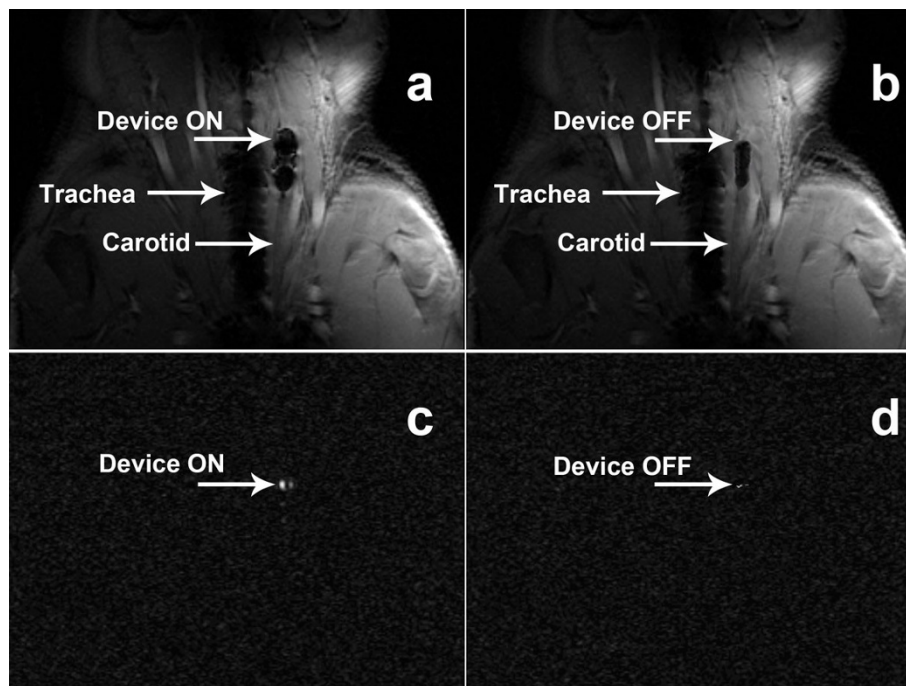 a
Device ON
Trachea
Carotid
b
Device OFF
Trachea
Carotid
c
Device ON
d
Device OFF